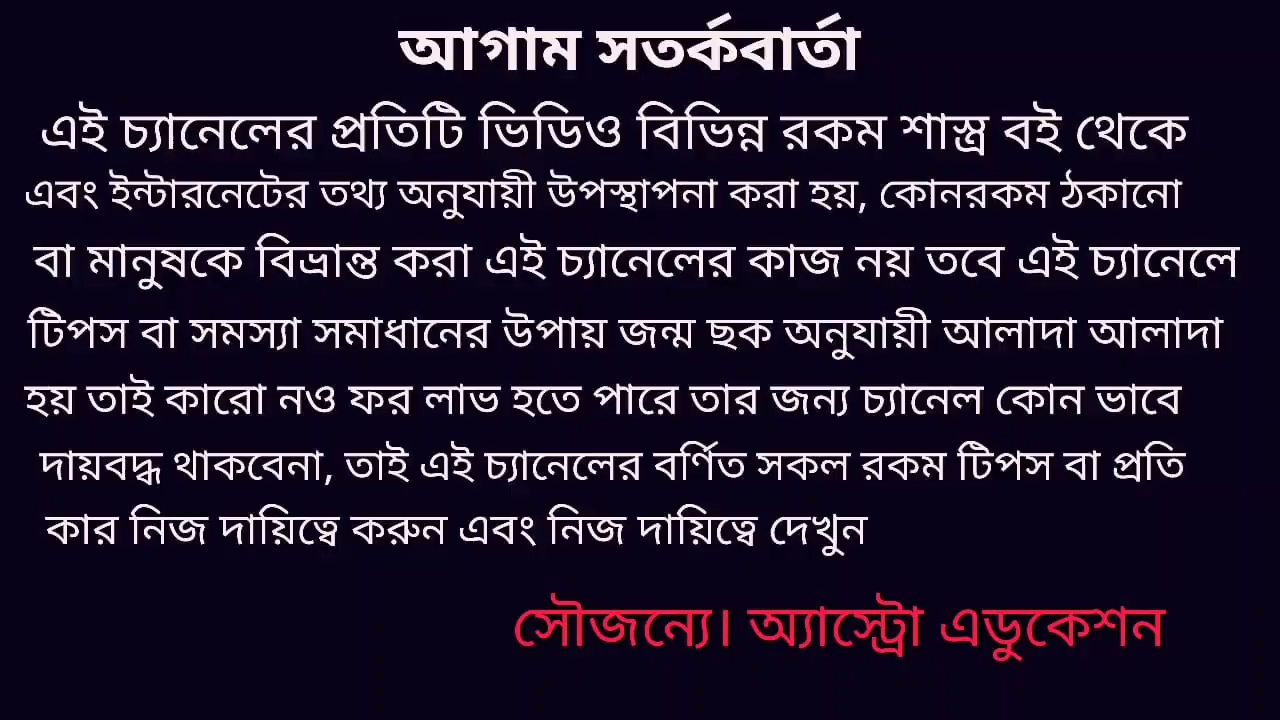 আগাম সতর্কবার্তা
এই চ্যানেলের প্রতিটি ভিডিও বিভিন্ন রকম শাস্ত্র বই থেকে
এবং ইন্টারনেটের তথ্য অনুযায়ী উপস্থাপনা করা হয়, কোনরকম ঠকানো
বা মানুষকে বিভ্রান্ত করা এই চ্যানেলের কাজ নয় তবে এই চ্যানেলে
টিপস বা সমস্যা সমাধানের উপায় জন্ম ছক অনুযায়ী আলাদা আলাদা
হয় তাই কারো নও ফর লাভ হতে পারে তার জন্য চ্যানেল কোন ভাবে
দায়বদ্ধ থাকবেনা, তাই এই চ্যানেলের বর্ণিত সকল রকম টিপস বা প্রতি
কার নিজ দায়িত্বে করুন এবং নিজ দায়িত্বে দেখুন
সৌজন্যে। অ্যাস্ট্রো এডুকেশন